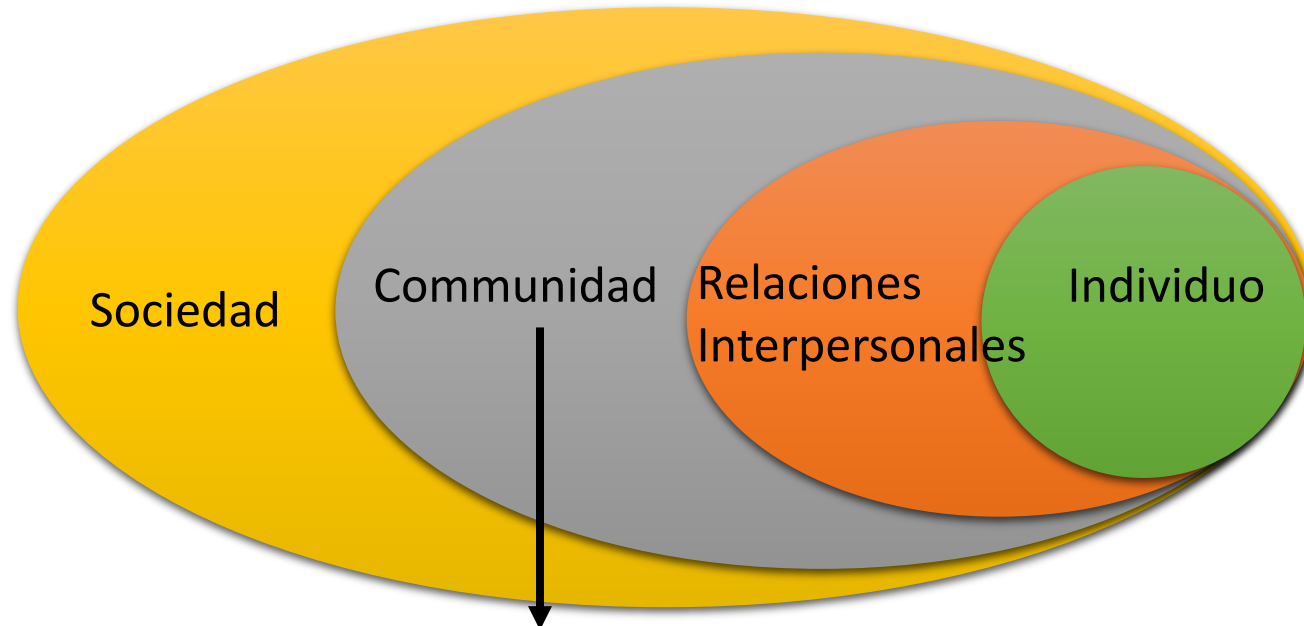 Sociedad
Communidad
Relaciones
Interpersonales
Individuo